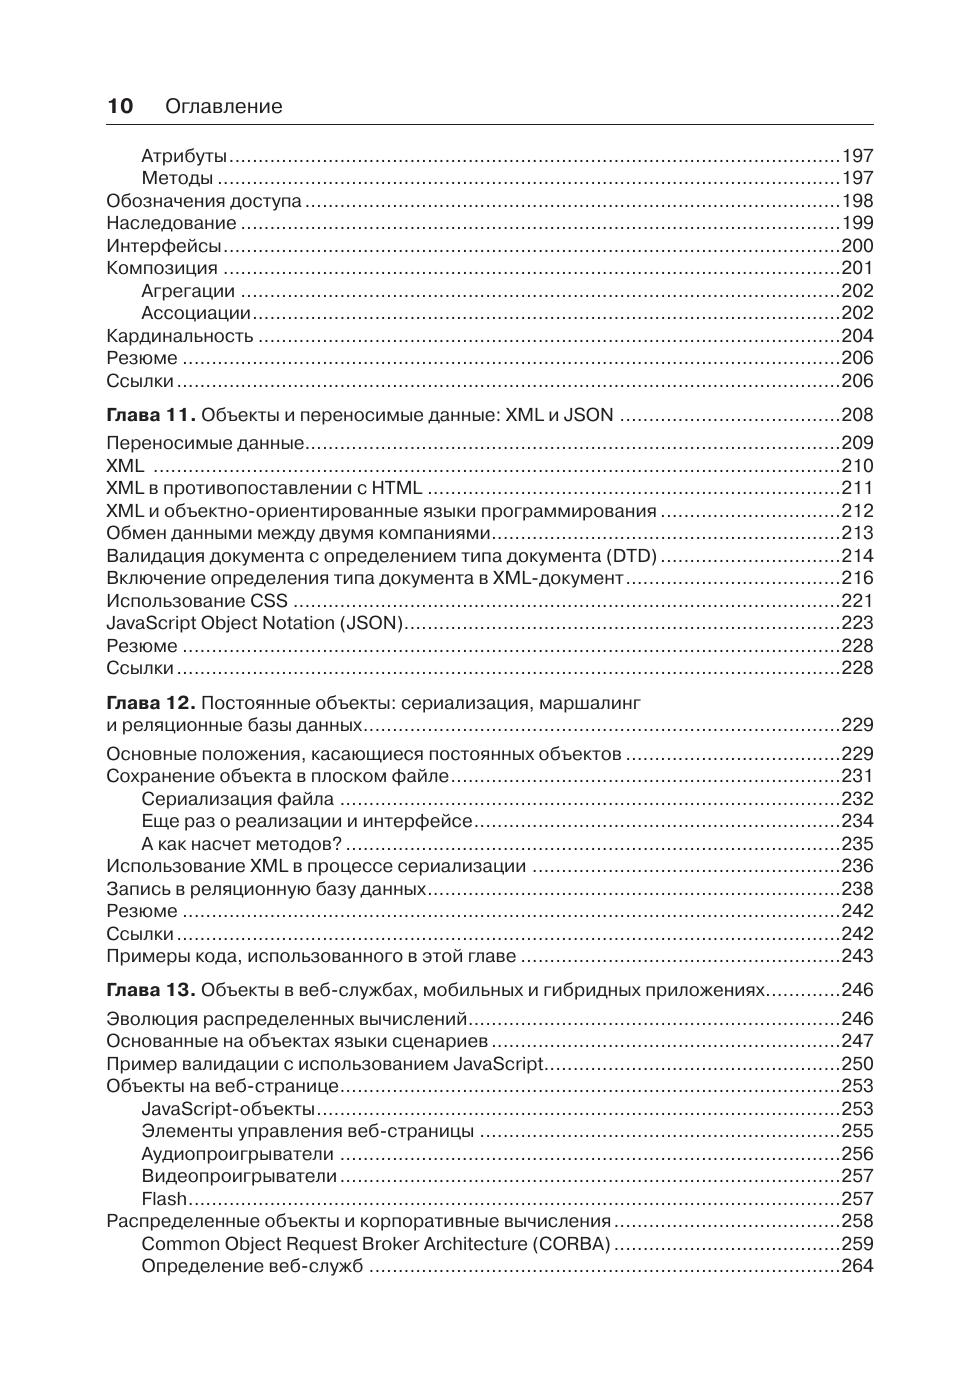 10 Оглавление
Атрибуты.....197
Методы.....197
Обозначения доступа.....198
Наследование.....199
Интерфейсы.....200
Композиция.....201
Агрегации.....202
Ассоциации.....202
Кардинальность.....204
Резюме.....206
Ссылки.....206
Глава 11. Объекты и переносимые данные: XML и JSON.....208
Переносимые данные.....209
XML.....210
XML в противопоставлении с HTML.....211
XML и объектно-ориентированные языки программирования.....212
Обмен данными между двумя компаниями.....213
Валидация документа с определением типа документа (DTD).....214
Включение определения типа документа в XML-документ.....216
Использование CSS.....221
JavaScript Object Notation (JSON).....223
Резюме.....228
Ссылки.....228
Глава 12. Постоянные объекты: сериализация, маршалинг
и реляционные базы данных.....229
Основные положения, касающиеся постоянных объектов.....229
Сохранение объекта в плоском файле.....231
Сериализация файла.....232
Еще раз о реализации и интерфейсе.....234
А как насчет методов?.....235
Использование XML в процессе сериализации.....236
Запись в реляционную базу данных.....238
Резюме.....242
Ссылки.....242
Примеры кода, использованного в этой главе.....243
Глава 13. Объекты в веб-службах, мобильных и гибридных приложениях.....246
Эволюция распределенных вычислений.....246
Основанные на объектах языки сценариев.....247
Пример валидации с использованием JavaScript.....250
Объекты на веб-странице.....253
JavaScript-объекты.....253
Элементы управления веб-страницы.....255
Аудиопроигрыватели.....256
Видеопроигрыватели.....257
Flash.....257
Распределенные объекты и корпоративные вычисления.....258
Common Object Request Broker Architecture (CORBA).....259
Определение веб-служб.....264